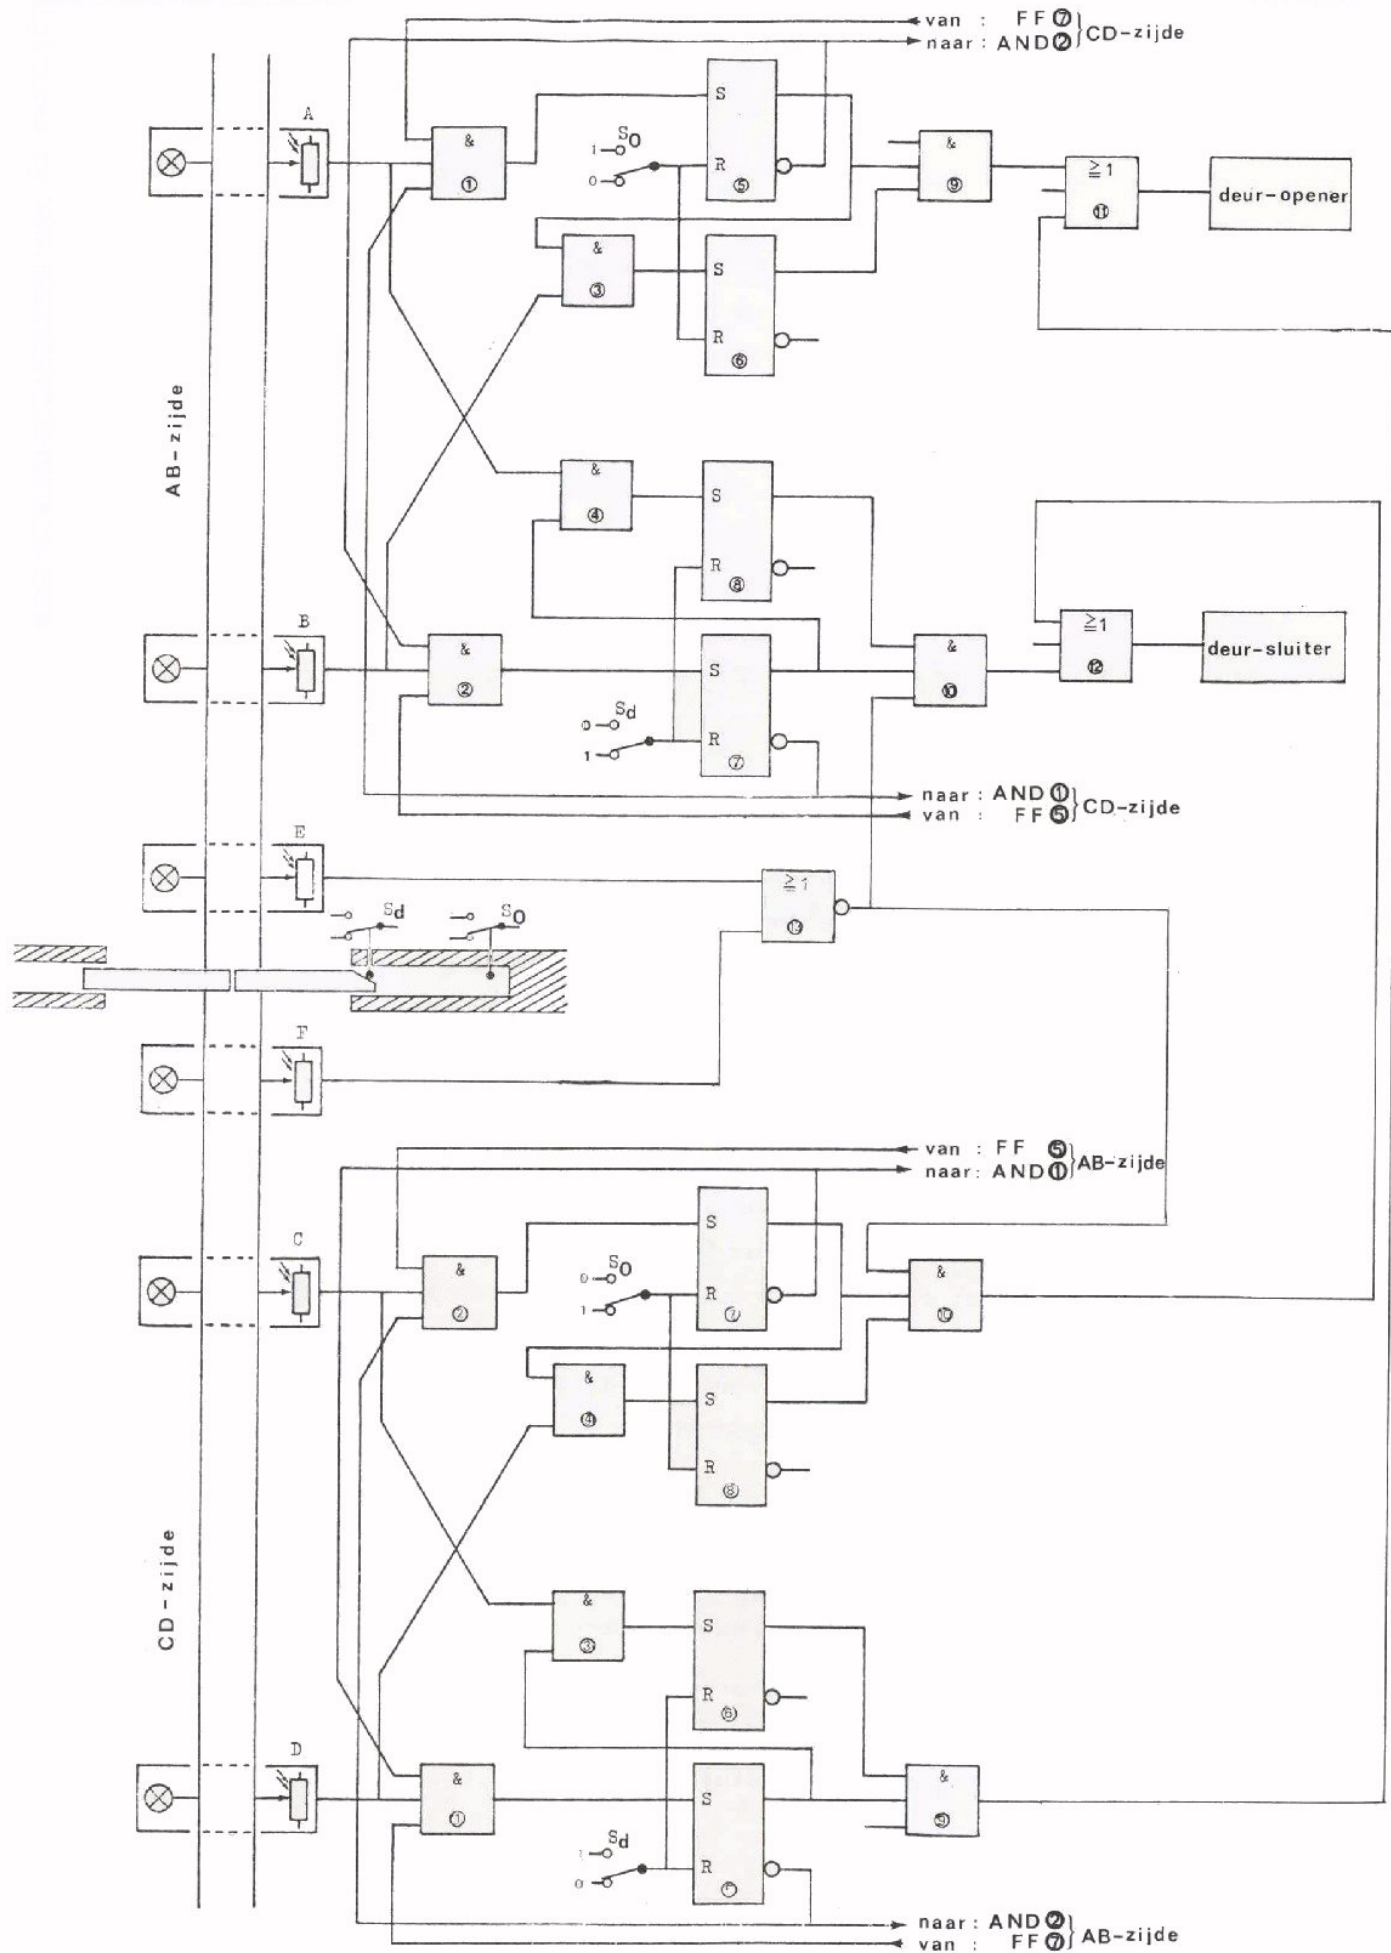 van : FF ⑦ } CD-zijde
naar : AND ②
A
&
①
S₀
1
0
S
R
⑤
&
⑨
≧1
⑪
deur-opener
&
③
S
R
⑥
AB-zijde
&
④
S
R
⑧
B
&
②
Sd
0
1
S
R
⑦
&
⑩
≧1
⑫
deur-sluiter
naar : AND ① } CD-zijde
van : FF ⑤
E
≧1
Sd
S₀
F
van : FF ⑤ } AB-zijde
naar : AND ①
C
&
②
S₀
0
1
S
R
⑦
&
⑩
&
④
S
R
⑧
CD-zijde
&
③
S
R
⑥
D
&
①
Sd
1
0
S
R
&
⑨
naar : AND ② } AB-zijde
van : FF ⑦